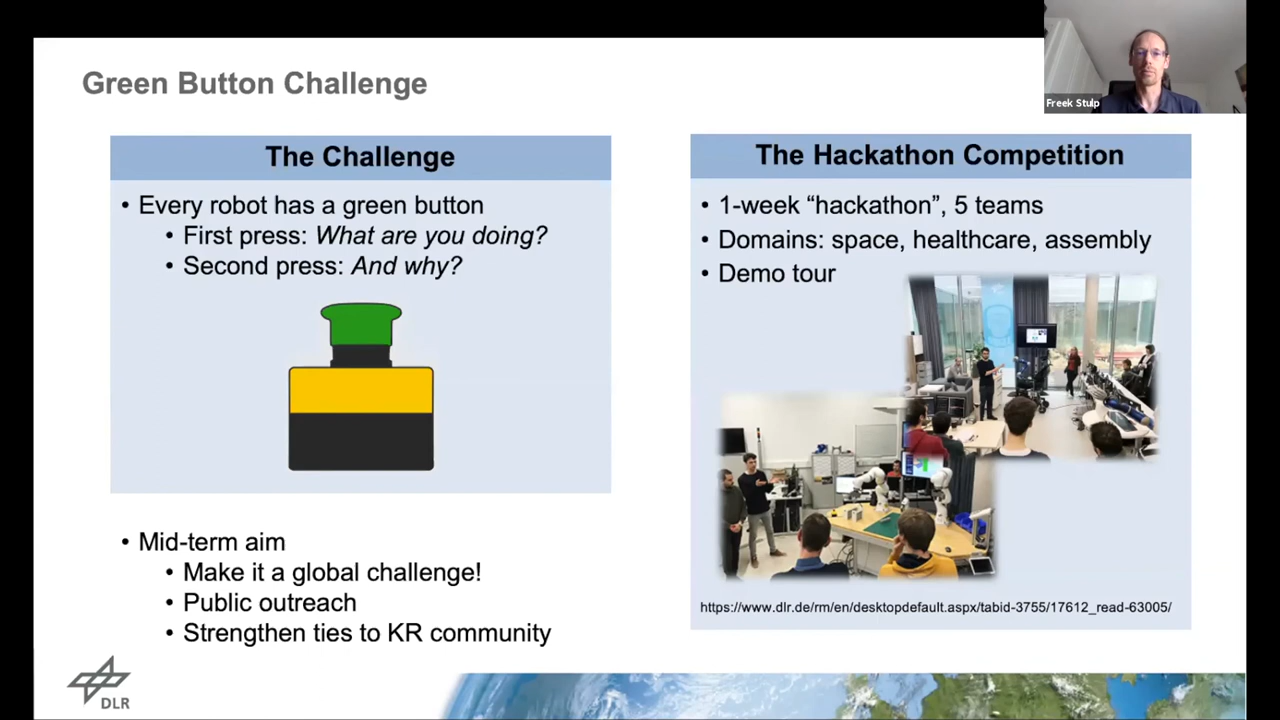 Green Button Challenge
Freek Stulp
The Challenge
• Every robot has a green button
• First press: What are you doing?
• Second press: And why?
• Mid-term aim
• Make it a global challenge!
• Public outreach
• Strengthen ties to KR community
The Hackathon Competition
• 1-week “hackathon”, 5 teams
• Domains: space, healthcare, assembly
• Demo tour
https://www.dlr.de/rm/en/desktopdefault.aspx/tabid-3755/17612_read-63005/
DLR